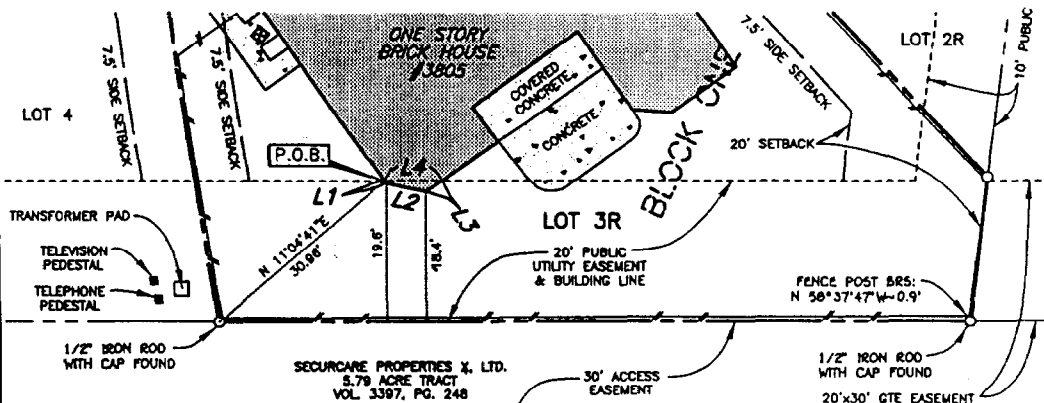 ONE STORY
BRICK HOUSE
#3805
7.5' SIDE SETBACK
7.5' SIDE SETBACK
LOT 4
COVERED
CONCRETE
CONCRETE
BLOCK ONE
7.5' SIDE SETBACK
LOT 2R
10' PUBLIC
20' SETBACK
P.O.B.
L4
L1
L2
L3
LOT 3R
TRANSFORMER PAD
TELEVISION
PEDESTAL
TELEPHONE
PEDESTAL
N 11°04'41"E
30.96'
19.6'
18.4'
20' PUBLIC
UTILITY EASEMENT
& BUILDING LINE
FENCE POST BRS:
N 58°37'47"W~0.9'
1/2" IRON ROD
WITH CAP FOUND
SECURCARE PROPERTIES X, LTD.
5.79 ACRE TRACT
VOL. 3397, PG. 248
30' ACCESS
EASEMENT
1/2" IRON ROD
WITH CAP FOUND
20'x30' GTE EASEMENT